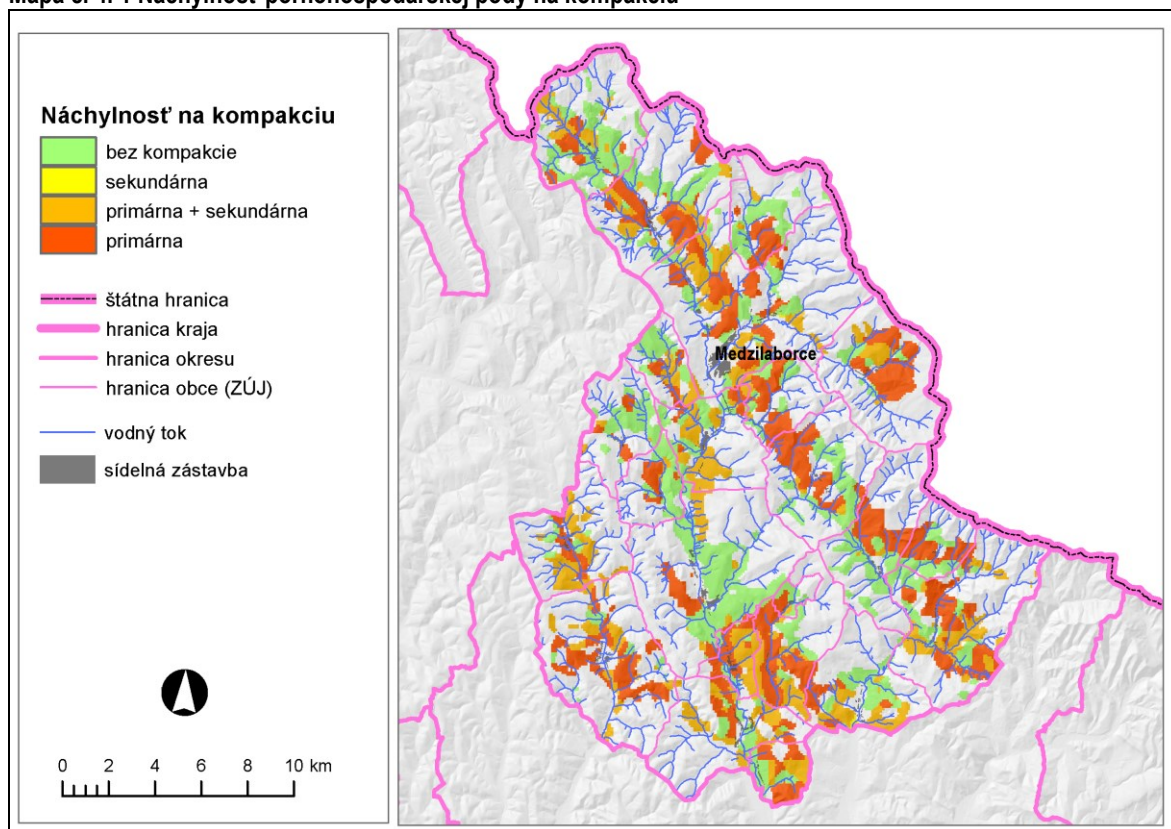 Náchylnosť na kompakciu
bez kompakcie
sekundárna
primárna + sekundárna
primárna
štátna hranica
hranica kraja
hranica okresu
hranica obce (ZÚJ)
vodný tok
sídelná zástavba
0 2 4 6 8 10 km
Medzilaborce